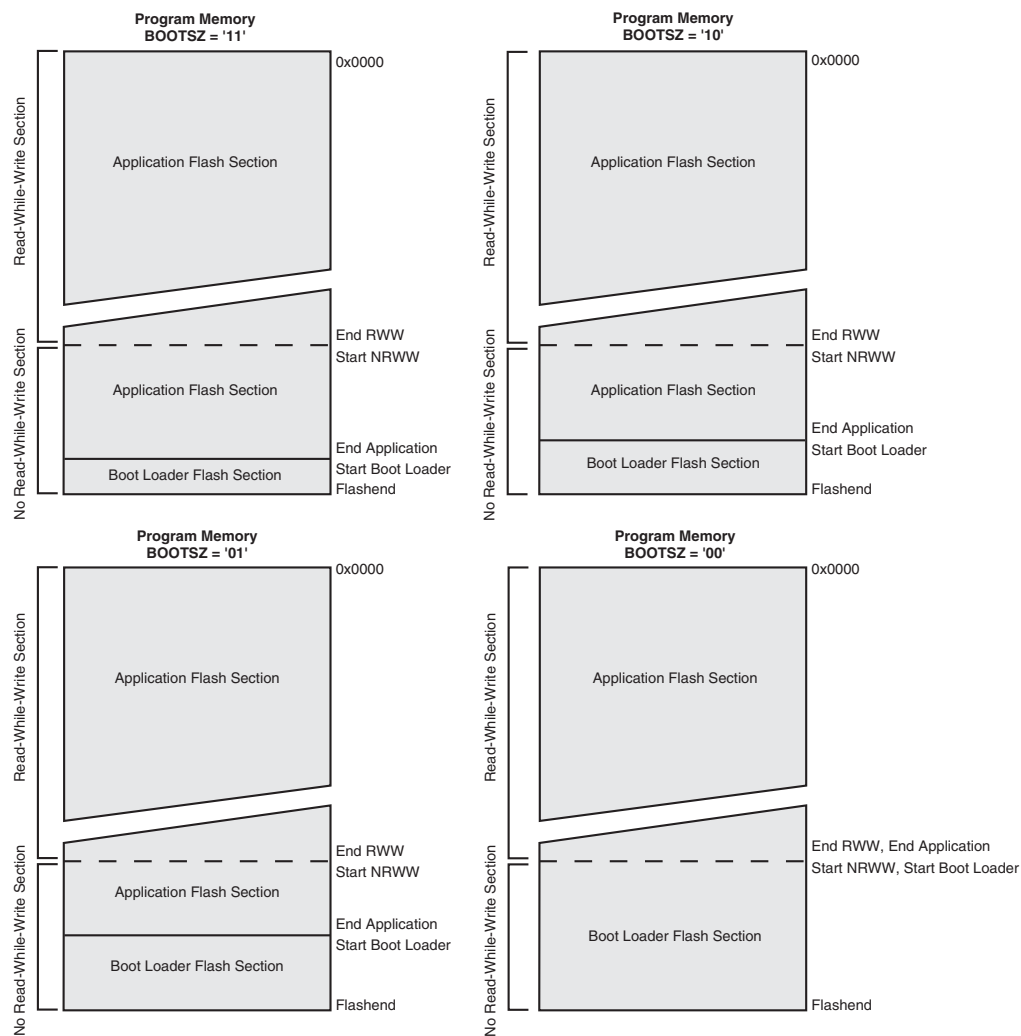 Program Memory
BOOTSZ = '11'
0x0000
Read-While-Write Section
Application Flash Section
End RWW
Start NRWW
No Read-While-Write Section
Application Flash Section
End Application
Start Boot Loader
Boot Loader Flash Section
Flashend
Program Memory
BOOTSZ = '10'
0x0000
Read-While-Write Section
Application Flash Section
End RWW
Start NRWW
No Read-While-Write Section
Application Flash Section
End Application
Start Boot Loader
Boot Loader Flash Section
Flashend
Program Memory
BOOTSZ = '01'
0x0000
Read-While-Write Section
Application Flash Section
End RWW
Start NRWW
No Read-While-Write Section
Application Flash Section
End Application
Start Boot Loader
Boot Loader Flash Section
Flashend
Program Memory
BOOTSZ = '00'
0x0000
Read-While-Write Section
Application Flash Section
End RWW, End Application
Start NRWW, Start Boot Loader
No Read-While-Write Section
Boot Loader Flash Section
Flashend